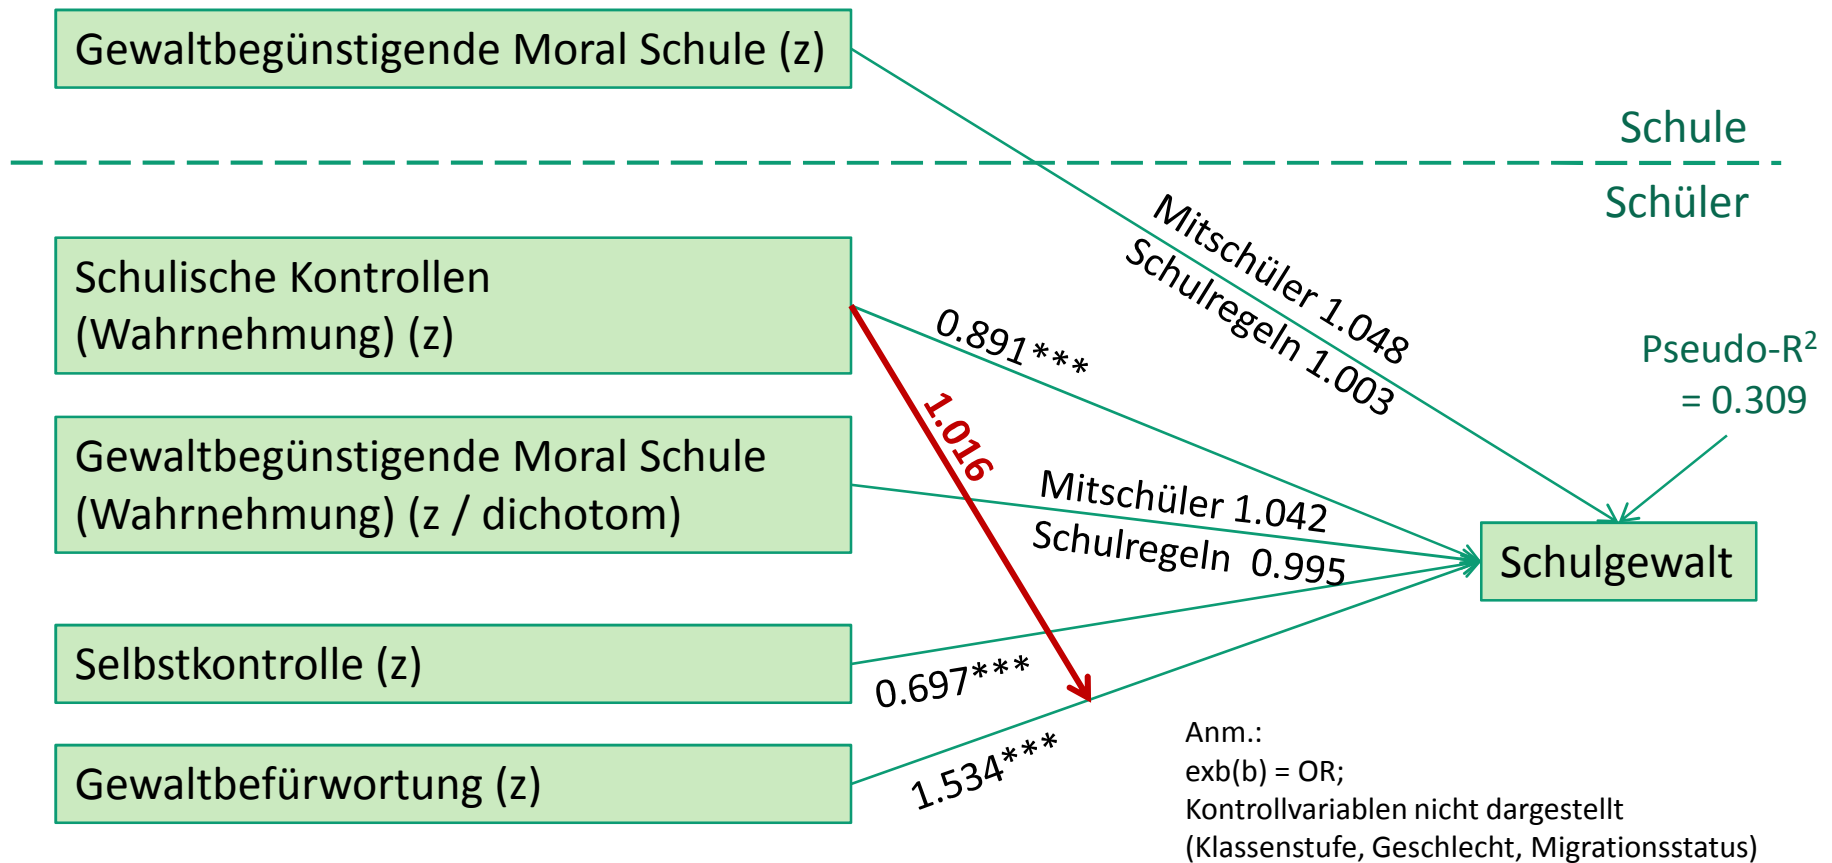 Gewaltbegünstigende Moral Schule (z)
Schule
Schüler
Mitschüler 1.048
Schulregeln 1.003
Schulische Kontrollen
(Wahrnehmung) (z)
0.891***
Pseudo-R²
= 0.309
1.016
Gewaltbegünstigende Moral Schule
(Wahrnehmung) (z / dichotom)
Mitschüler 1.042
Schulregeln 0.995
Schulgewalt
Selbstkontrolle (z)
0.697***
Gewaltbefürwortung (z)
1.534***
Anm.:
exb(b) = OR;
Kontrollvariablen nicht dargestellt
(Klassenstufe, Geschlecht, Migrationsstatus)